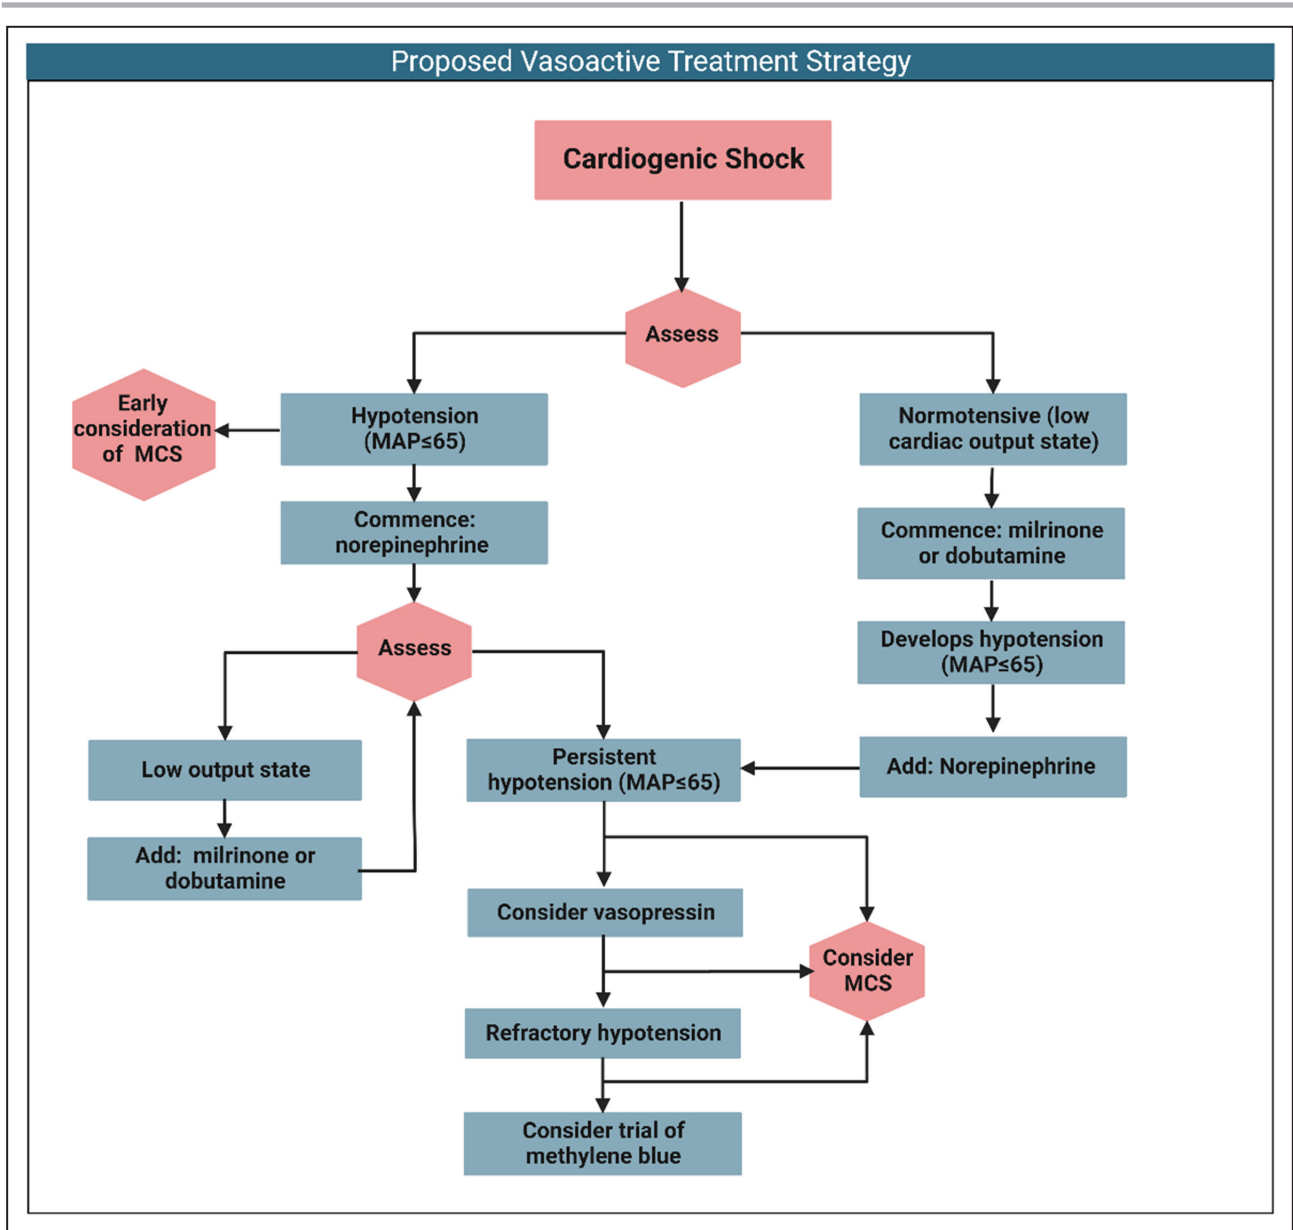 Proposed Vasoactive Treatment Strategy
Cardiogenic Shock
Assess
Early
consideration
of MCS
Hypotension
(MAP≤65)
Normotensive (low
cardiac output state)
Commence:
norepinephrine
Commence: milrinone
or dobutamine
Assess
Develops hypotension
(MAP≤65)
Low output state
Persistent
hypotension (MAP≤65)
Add: Norepinephrine
Add: milrinone or
dobutamine
Consider vasopressin
Consider
MCS
Refractory hypotension
Consider trial of
methylene blue